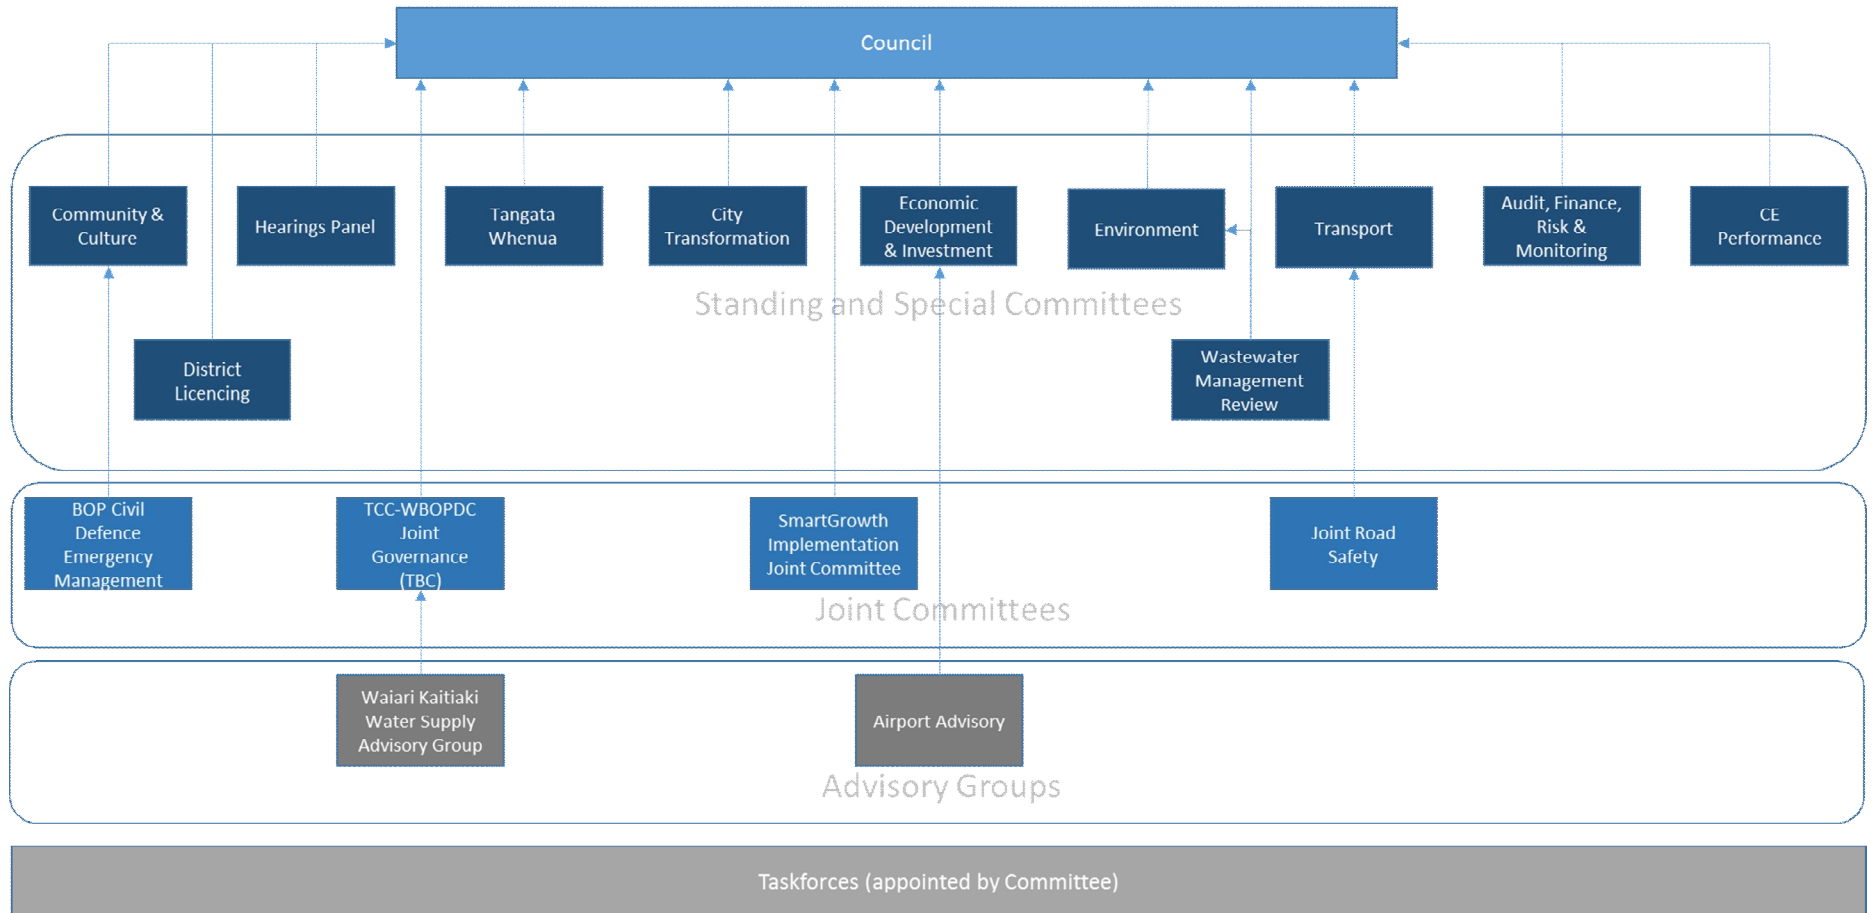 Council
Community &
Culture
Hearings Panel
Tangata
Whenua
City
Transformation
Economic
Development
& Investment
Environment
Transport
Audit, Finance,
Risk &
Monitoring
CE
Performance
Standing and Special Committees
District
Licencing
Wastewater
Management
Review
BOP Civil
Defence
Emergency
Management
TCC-WBOPDC
Joint
Governance
(TBC)
SmartGrowth
Implementation
Joint Committee
Joint Road
Safety
Joint Committees
Waiari Kaitiaki
Water Supply
Advisory Group
Airport Advisory
Advisory Groups
Taskforces (appointed by Committee)